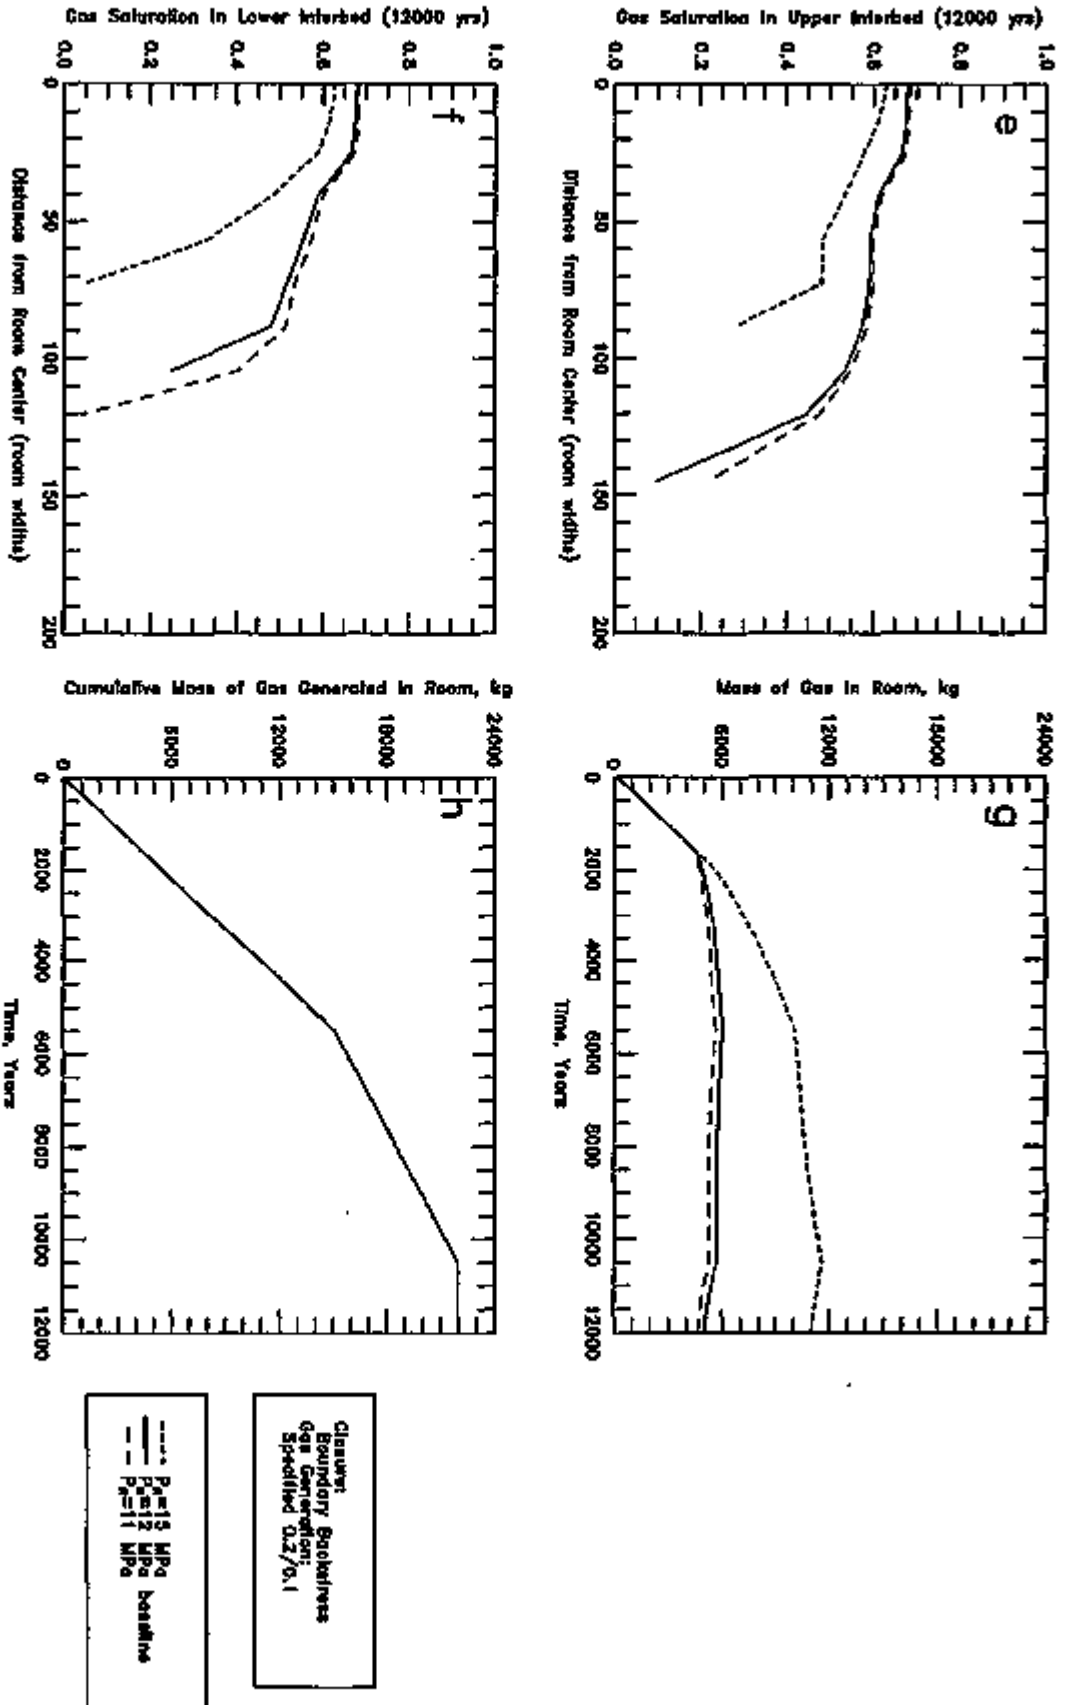 Gas Saturation in Upper Interbed (12000 yrs)
0.0 0.2 0.4 0.6 0.8 1.0
e
0 50 100 150 200
Distance from Room Center (room widths)
Mass of Gas in Room, kg
0 6000 12000 18000 24000
g
0 2000 4000 6000 8000 10000 12000
Time, Years
Gas Saturation in Lower Interbed (12000 yrs)
0.0 0.2 0.4 0.6 0.8 1.0
f
0 50 100 150 200
Distance from Room Center (room widths)
Cumulative Mass of Gas Generated in Room, kg
0 6000 12000 18000 24000
h
0 2000 4000 6000 8000 10000 12000
Time, Years
Closure:
Boundary Backstress
Gas Generation:
Specified 0.2/0.1
=15 MPa
=12 MPa baseline
=11 MPa